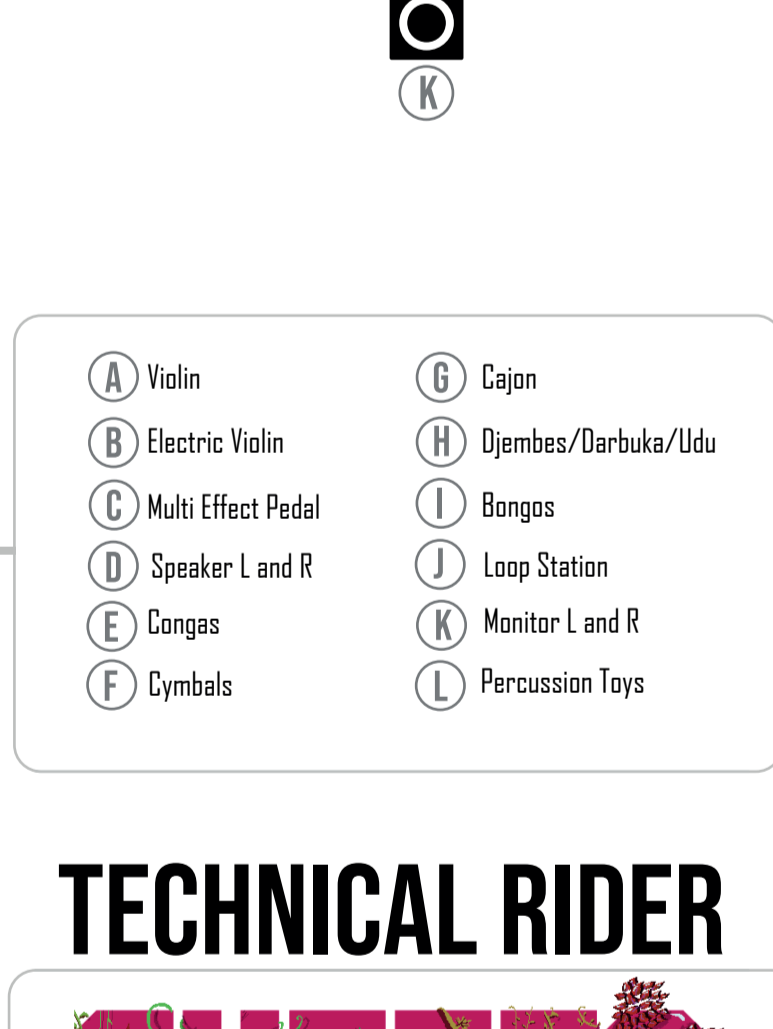 K
A Violin
B Electric Violin
C Multi Effect Pedal
D Speaker L and R
E Congas
F Cymbals
G Cajon
H Djembes/Darbuka/Udu
I Bongos
J Loop Station
K Monitor L and R
L Percussion Toys
TECHNICAL RIDER